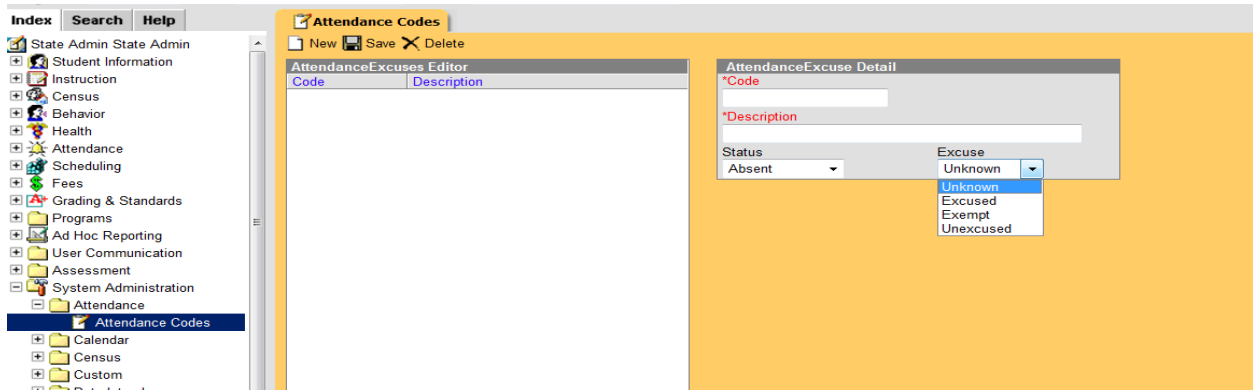 Index Search Help
State Admin State Admin
Student Information
Instruction
Census
Behavior
Health
Attendance
Scheduling
Fees
Grading & Standards
Programs
Ad Hoc Reporting
User Communication
Assessment
System Administration
Attendance
Attendance Codes
Calendar
Census
Custom
Attendance Codes
New Save Delete
AttendanceExcuses Editor
Code Description
AttendanceExcuse Detail
*Code
*Description
Status Excuse
Absent Unknown
Unknown
Excused
Exempt
Unexcused